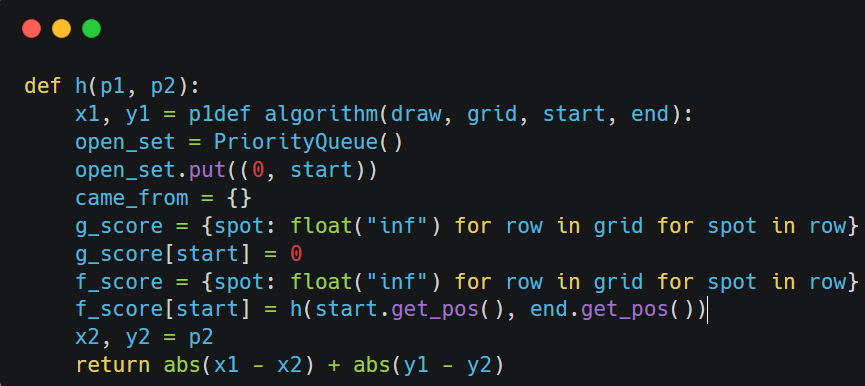 def h(p1, p2):
    x1, y1 = p1def algorithm(draw, grid, start, end):
    open_set = PriorityQueue()
    open_set.put((0, start))
    came_from = {}
    g_score = {spot: float("inf") for row in grid for spot in row}
    g_score[start] = 0
    f_score = {spot: float("inf") for row in grid for spot in row}
    f_score[start] = h(start.get_pos(), end.get_pos())
    x2, y2 = p2
    return abs(x1 - x2) + abs(y1 - y2)